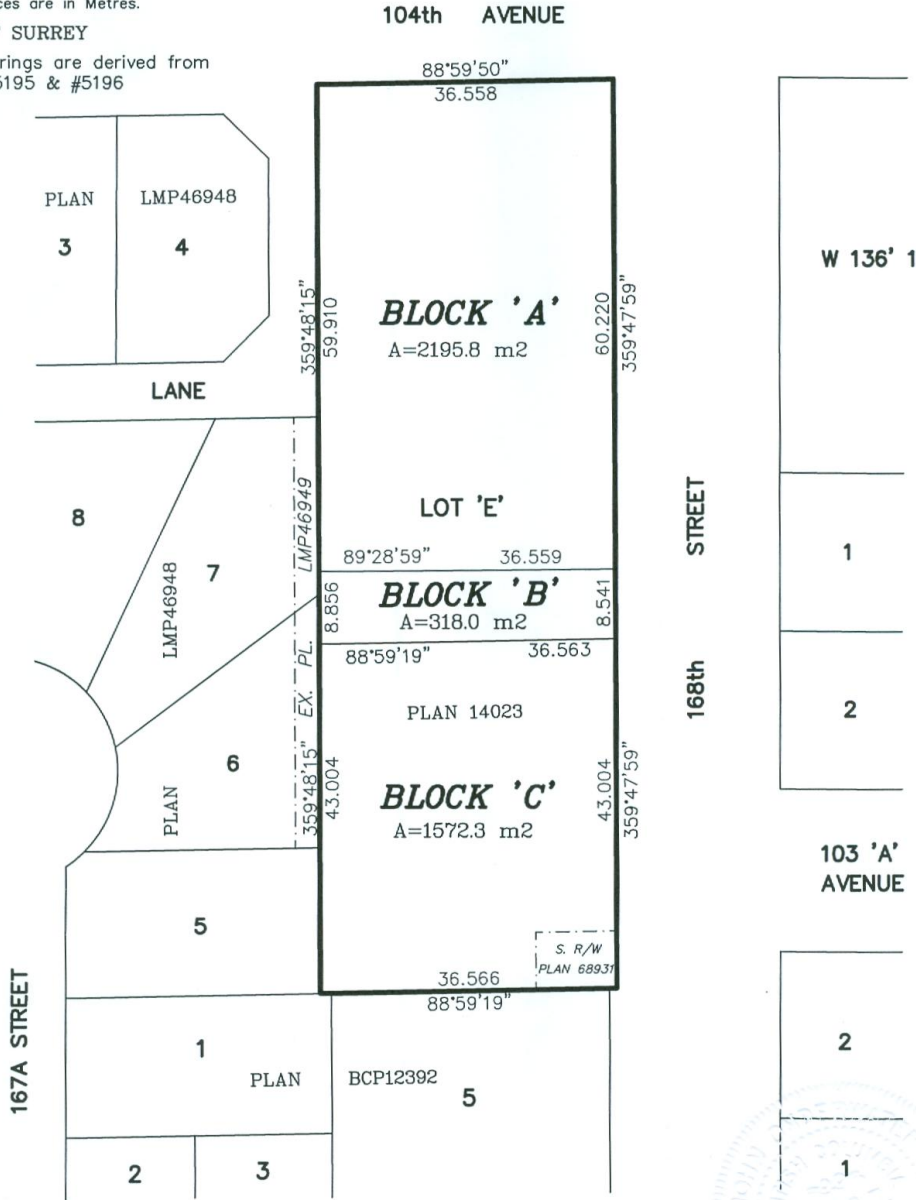 are in Metres.
SURREY
are derived from
& #5196
104th AVENUE
88°59'50"
36.558
PLAN LMP46948
3
4
LANE
359°48'15"
59.910
BLOCK 'A'
A=2195.8 m2
60.220
359°47'59"
W 136' 1
LOT 'E'
89°28'59" 36.559
8
7
LMP46948
EX. PL. LMP46949
8.856
BLOCK 'B'
A=318.0 m2
8.541
88°59'19" 36.563
168th STREET
1
2
PLAN 14023
6
PLAN
359°48'15"
43.004
BLOCK 'C'
A=1572.3 m2
43.004
359°47'59"
103 'A'
AVENUE
5
S. R/W
PLAN 68931
36.566
88°59'19"
167A STREET
1
PLAN BCP12392
5
2
3
2
1